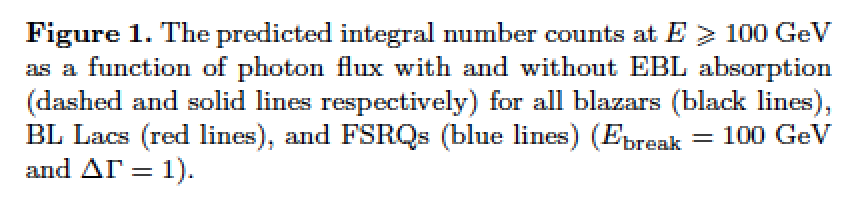 Figure 1. The predicted integral number counts at E ⩾ 100 GeV
as a function of photon flux with and without EBL absorption
(dashed and solid lines respectively) for all blazars (black lines),
BL Lacs (red lines), and FSRQs (blue lines) (E_break = 100 GeV
and ΔΓ = 1).